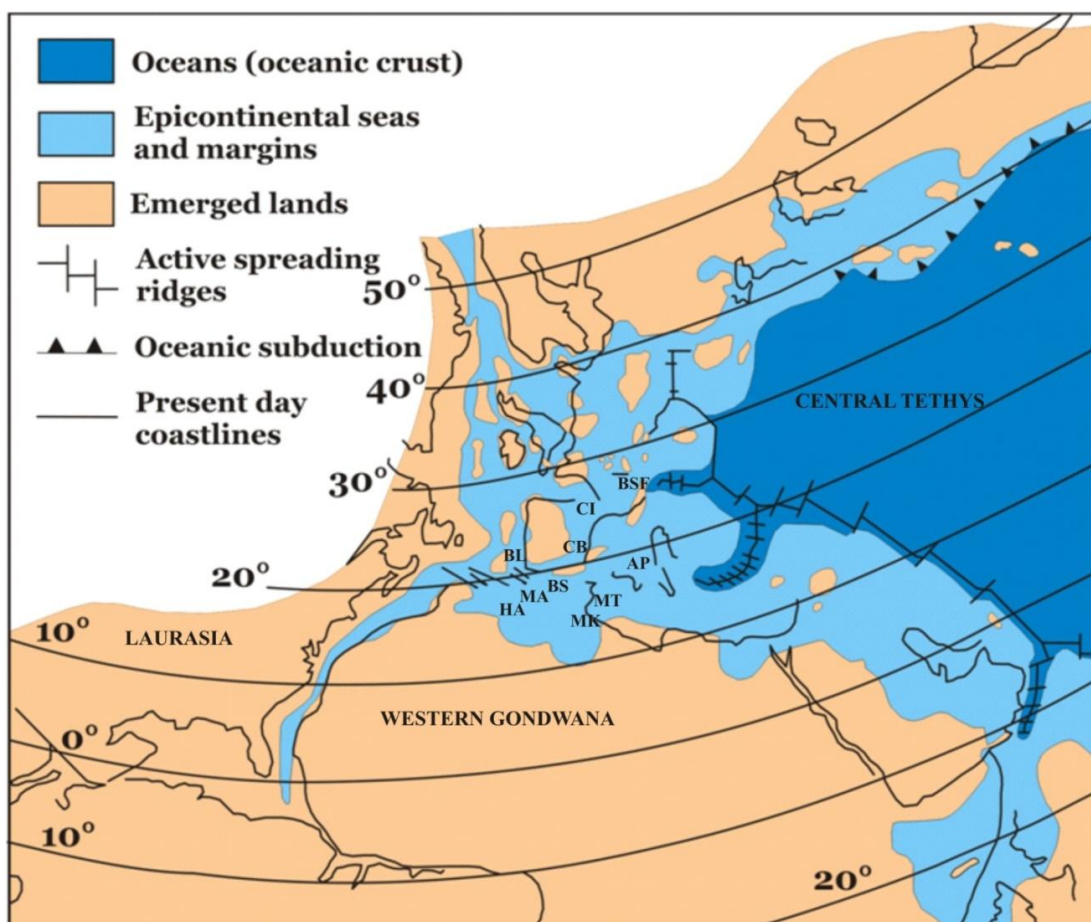 Oceans (oceanic crust)
Epicontinental seas
and margins
Emerged lands
Active spreading
ridges
50°
Oceanic subduction
40°
Present day
coastlines
CENTRAL TETHYS
30°
BSF
CI
BL
CB
20°
AP
BS
MA
HA
MT
MK
10°
LAURASIA
WESTERN GONDWANA
0°
10°
20°